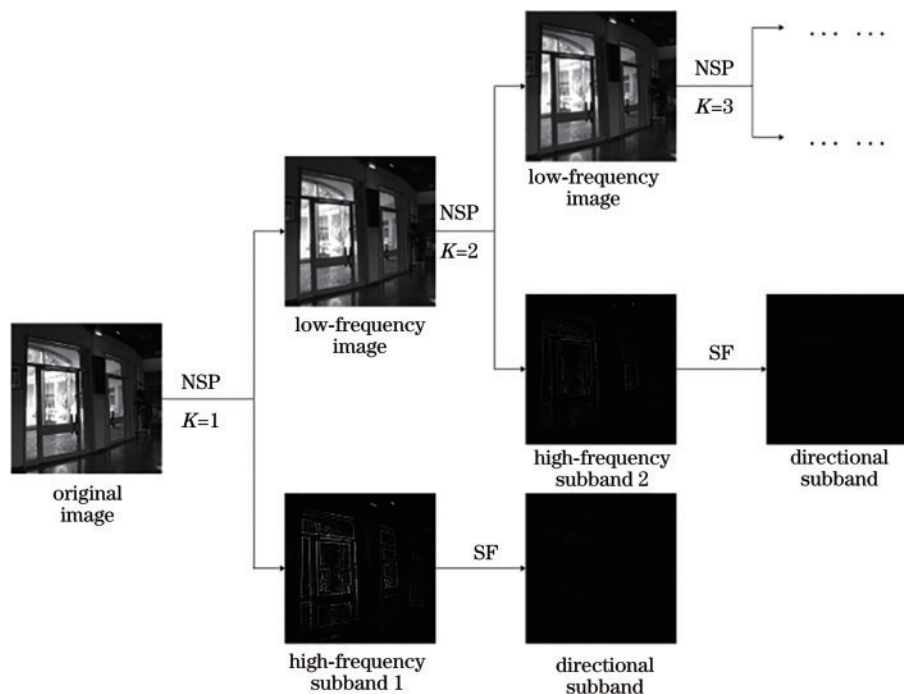 NSP
K=3
... ...
... ...
low-frequency
image
NSP
K=2
low-frequency
image
NSP
K=1
SF
high-frequency
subband 2
directional
subband
original
image
SF
high-frequency
subband 1
directional
subband